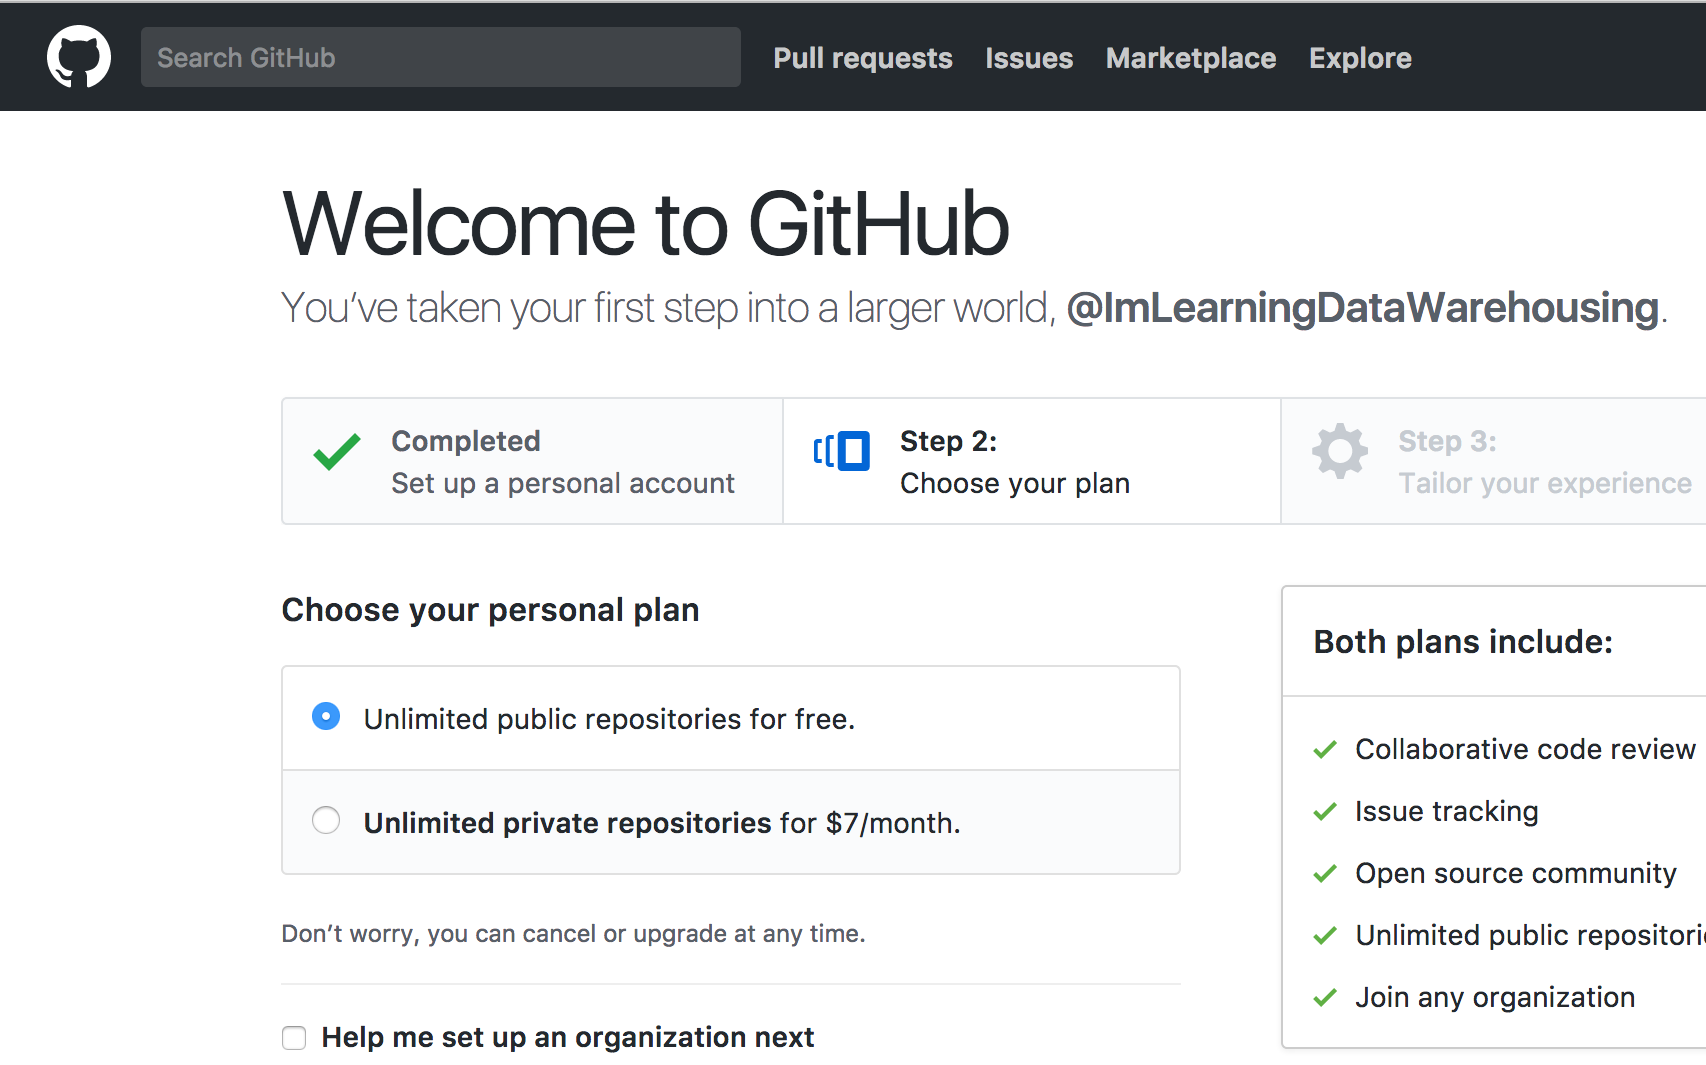 Search GitHub
Pull requests Issues Marketplace Explore
Welcome to GitHub
You’ve taken your first step into a larger world, @ImLearningDataWarehousing.
Completed
Set up a personal account
Step 2:
Choose your plan
Step 3:
Tailor your experience
Choose your personal plan
Unlimited public repositories for free.
Unlimited private repositories for $7/month.
Don’t worry, you can cancel or upgrade at any time.
Help me set up an organization next
Both plans include:
Collaborative code review
Issue tracking
Open source community
Unlimited public
Join any organization